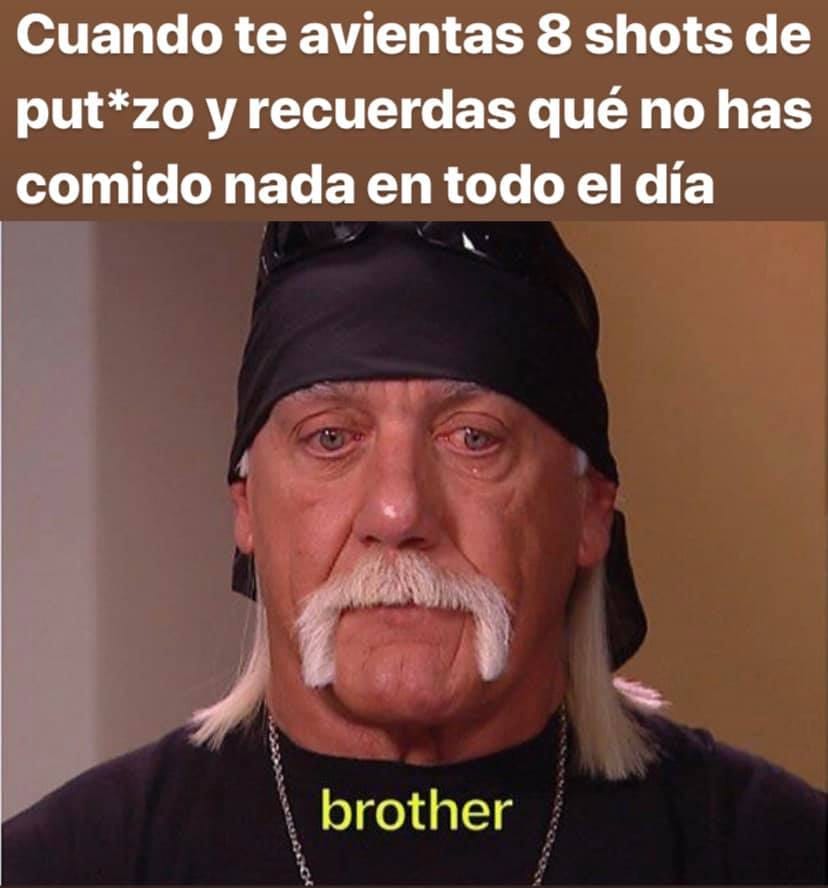 Cuando te avientas 8 shots de
put*zo y recuerdas qué no has
comido nada en todo el día
brother